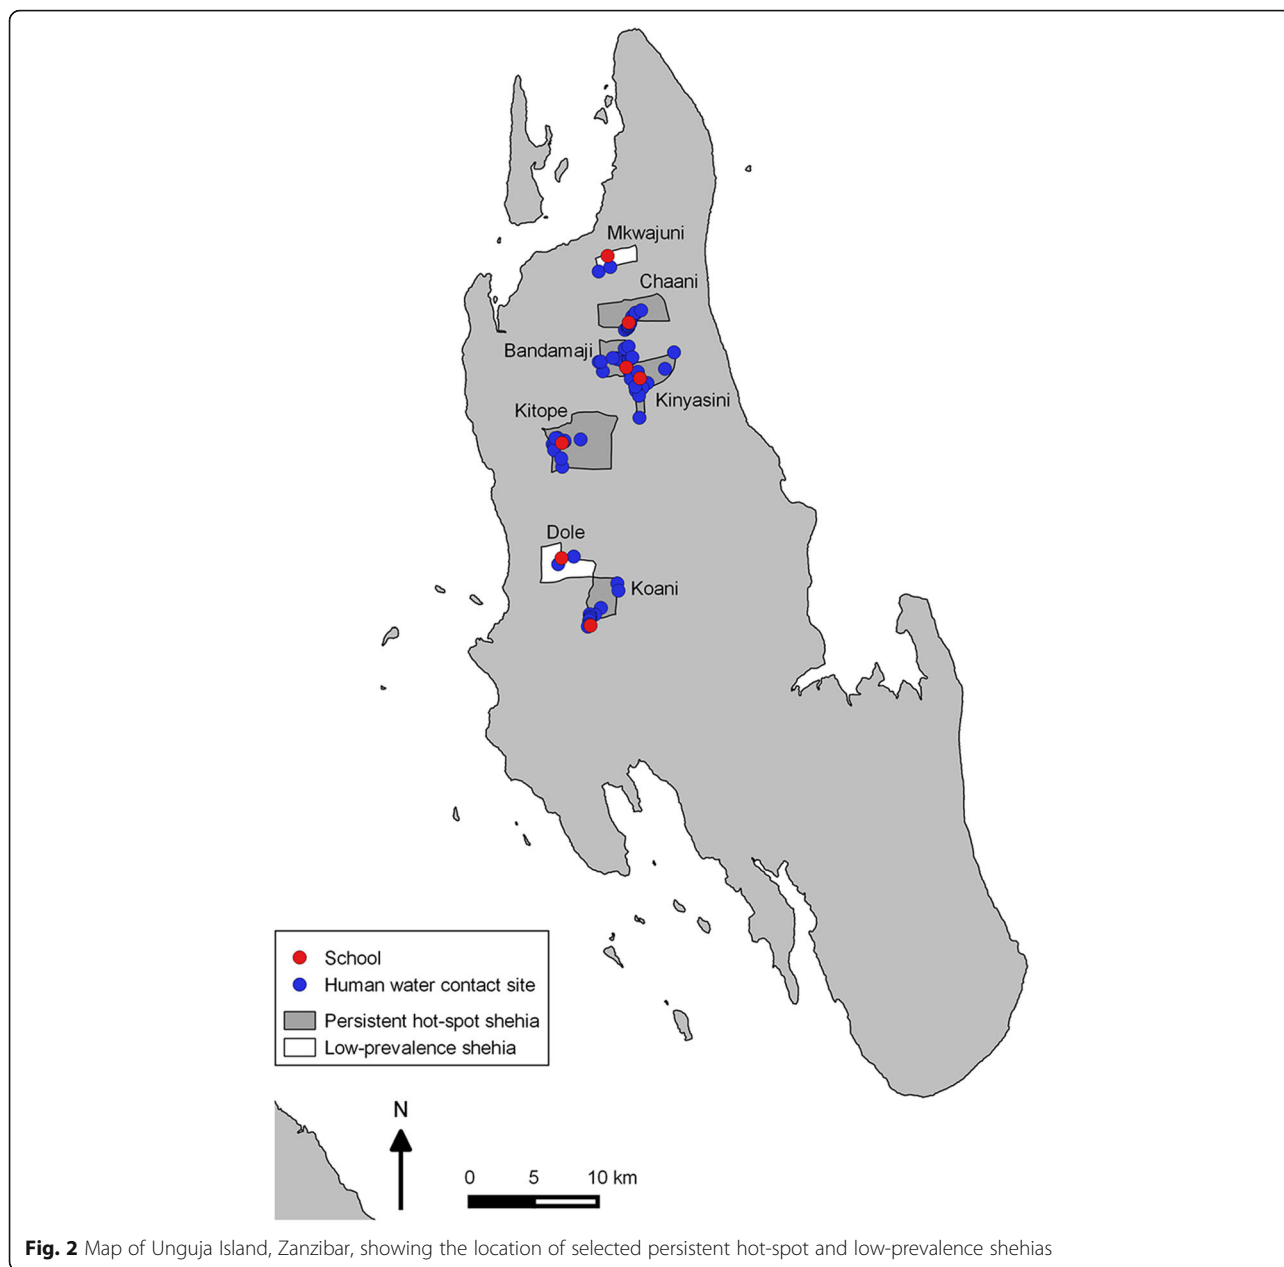 Mkwajuni
Chaani
Bandamaji
Kinyasini
Kitope
Dole
Koani
School
Human water contact site
Persistent hot-spot shehia
Low-prevalence shehia
N
0 5 10 km
Fig. 2 Map of Unguja Island, Zanzibar, showing the location of selected persistent hot-spot and low-prevalence shehias